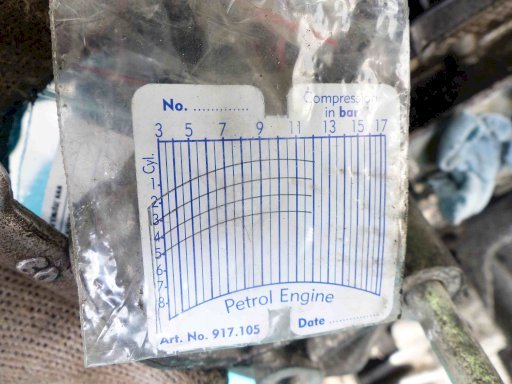 No. .............
Compression
in bar
3 5 7 9 11 13 15 17
Cyl.
1
2
3
4
5
6
7
8
Petrol Engine
Art. No. 917.105
Date ..............